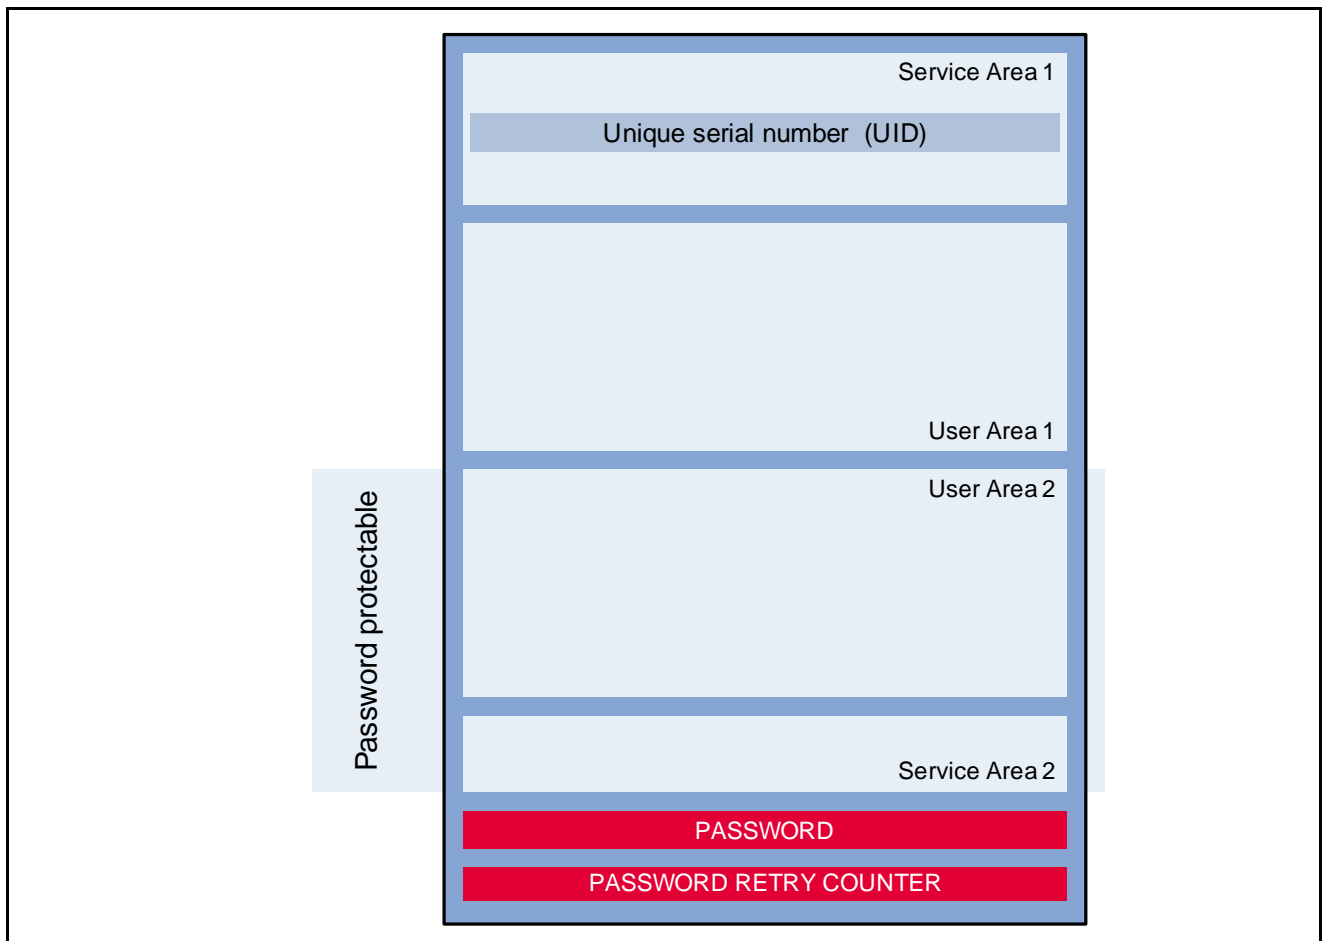 Service Area 1
Unique serial number (UID)
User Area 1
User Area 2
Password protectable
Service Area 2
PASSWORD
PASSWORD RETRY COUNTER